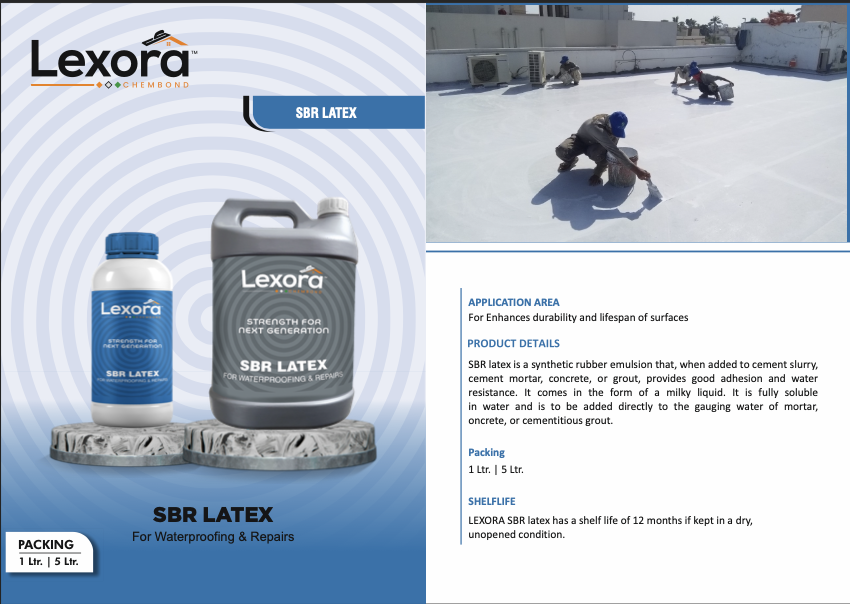 Lexora™
CHEMBOND
SBR LATEX
Lexora
STRENGTH FOR
NEXT GENERATION
SBR LATEX
FOR WATERPROOFING & REPAIRS
Lexora
STRENGTH FOR
NEXT GENERATION
SBR LATEX
FOR WATERPROOFING & REPAIRS
SBR LATEX
For Waterproofing & Repairs
PACKING
1 Ltr. | 5 Ltr.
APPLICATION AREA
For Enhances durability and lifespan of surfaces
PRODUCT DETAILS
SBR latex is a synthetic rubber emulsion that, when added to cement slurry,
cement mortar, concrete, or grout, provides good adhesion and water
resistance. It comes in the form of a milky liquid. It is fully soluble
in water and is to be added directly to the gauging water of mortar,
oncrete, or cementitious grout.
Packing
1 Ltr. | 5 Ltr.
SHELFLIFE
LEXORA SBR latex has a shelf life of 12 months if kept in a dry,
unopened condition.